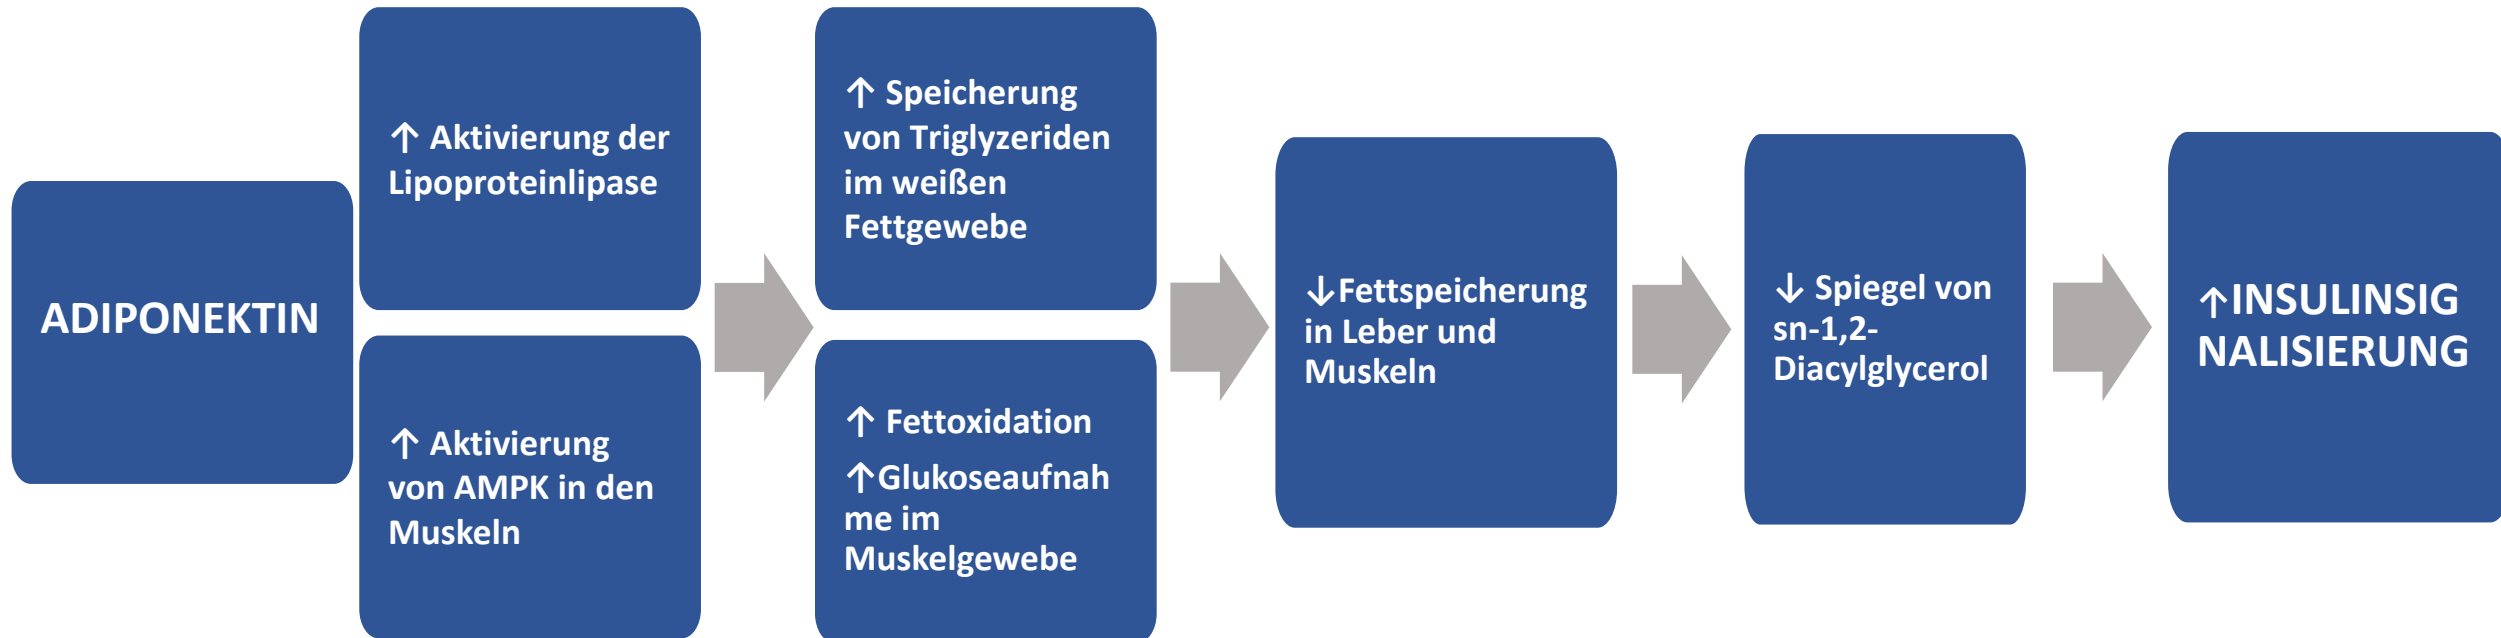 ADIPONEKTIN
↑ Aktivierung der
Lipoproteinlipase
↑ Aktivierung
von AMPK in den
Muskeln
↑ Speicherung
von Triglyzeriden
im weißen
Fettgewebe
↑ Fettoxidation
↑Glukoseaufnah
me im
Muskelgewebe
↓Fettspeicherung
in Leber und
Muskeln
↓ Spiegel von
sn-1,2-
Diacylglycerol
↑INSULINSIG
NALISIERUNG